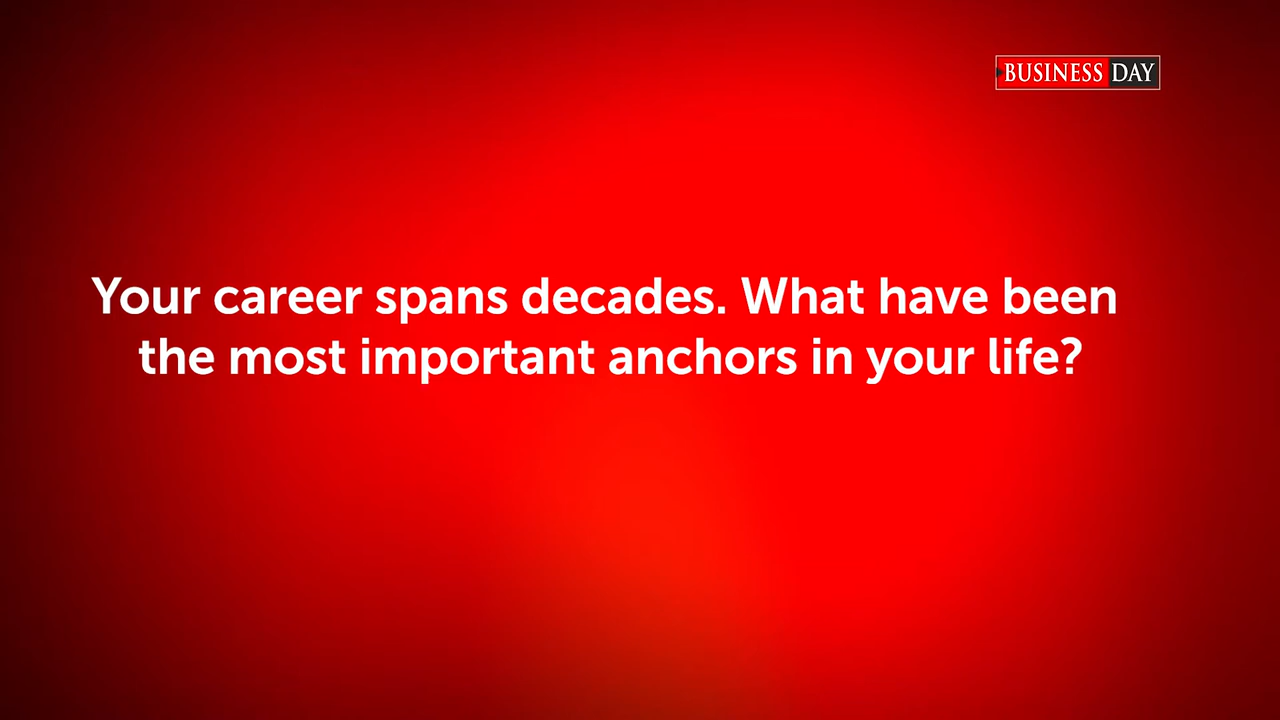 BUSINESS DAY
Your career spans decades. What have been
the most important anchors in your life?